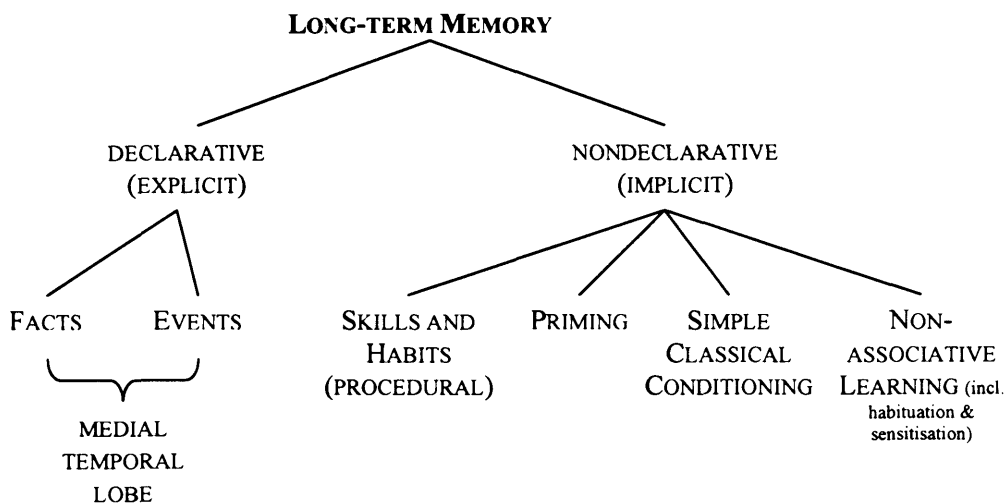 LONG-TERM MEMORY
DECLARATIVE
(EXPLICIT)
NONDECLARATIVE
(IMPLICIT)
FACTS
EVENTS
MEDIAL
TEMPORAL
LOBE
SKILLS AND
HABITS
(PROCEDURAL)
PRIMING
SIMPLE
CLASSICAL
CONDITIONING
NON-
ASSOCIATIVE
LEARNING (incl.
habituation &
sensitisation)